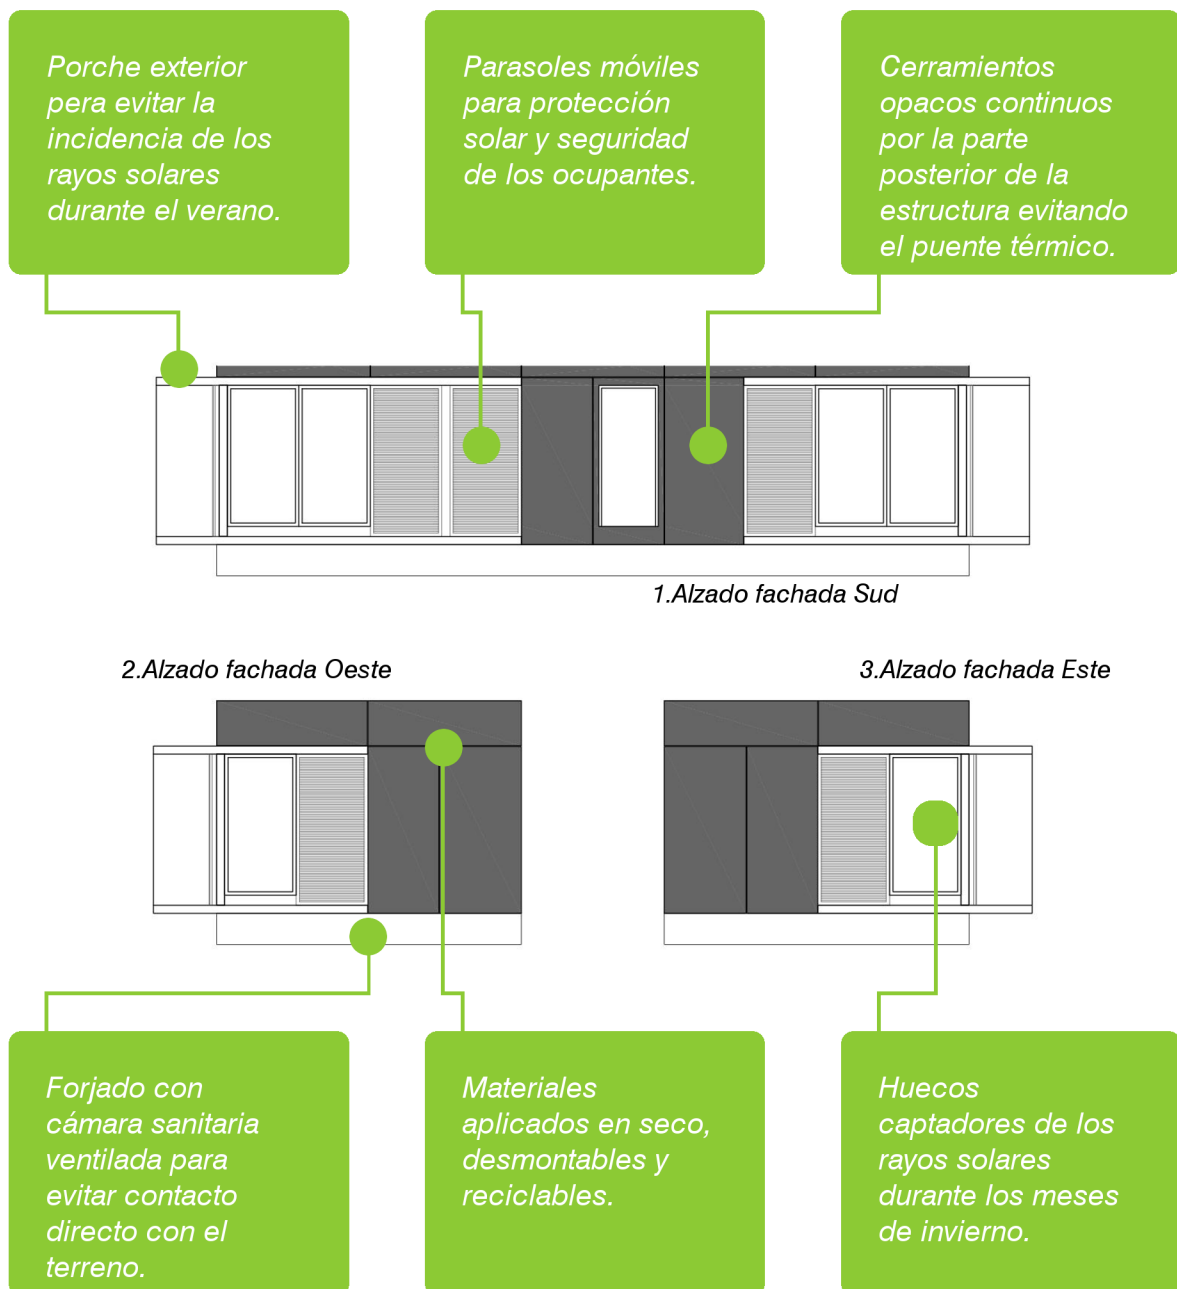 Porche exterior
pera evitar la
incidencia de los
rayos solares
durante el verano.
Parasoles móviles
para protección
solar y seguridad
de los ocupantes.
Cerramientos
opacos continuos
por la parte
posterior de la
estructura evitando
el puente térmico.
1.Alzado fachada Sud
2.Alzado fachada Oeste
3.Alzado fachada Este
Forjado con
cámara sanitaria
ventilada para
evitar contacto
directo con el
terreno.
Materiales
aplicados en seco,
desmontables y
reciclables.
Huecos
captadores de los
rayos solares
durante los meses
de invierno.